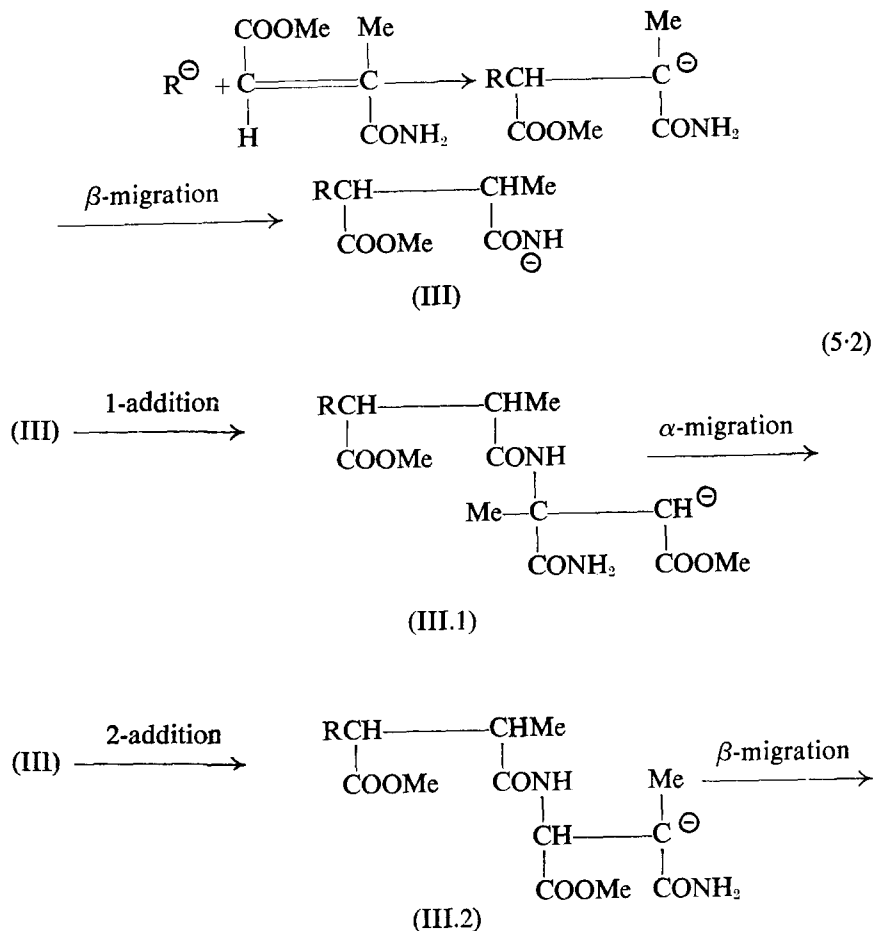 COOMe Me
R⊖ + C C RCH C⊖ Me
H CONH₂ COOMe CONH₂
β-migration RCH CHMe
COOMe CONH⊖
(III)
(5·2)
(III) 1-addition RCH CHMe α-migration
COOMe CONH
Me C CH⊖
CONH₂ COOMe
(III.1)
(III) 2-addition RCH CHMe β-migration
COOMe CONH Me
CH C⊖
COOMe CONH₂
(III.2)